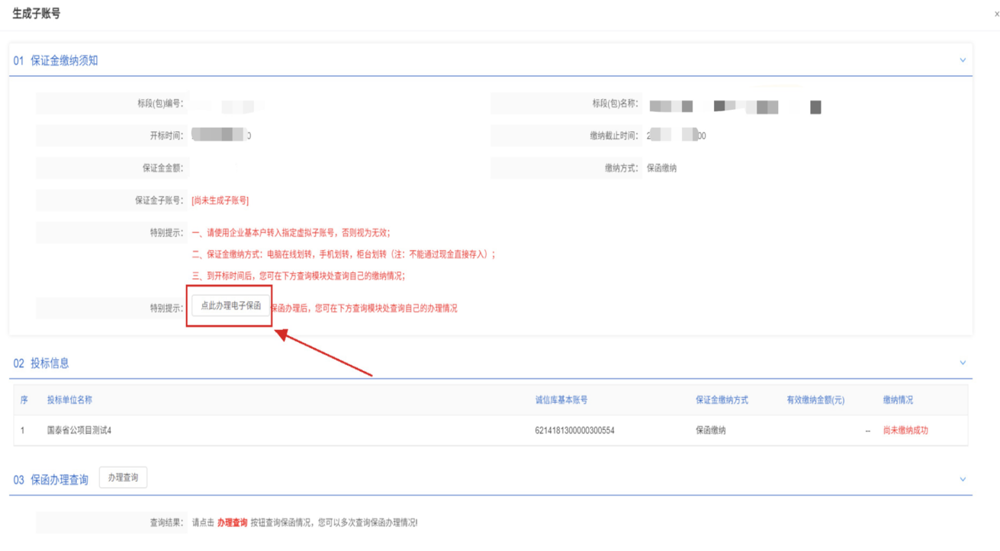 生成子账号
×
01 保证金缴纳须知
标段(包)编号:
标段(包)名称:
开标时间: 0
缴纳截止时间: 2 00
保证金金额:
缴纳方式: 保函缴纳
保证金子账号: [尚未生成子账号]
特别提示: 一、请使用企业基本户转入指定虚拟子账号，否则视为无效；
二、保证金缴纳方式：电脑在线划转，手机划转，柜台划转（注：不能通过现金直接存入）；
三、到开标时间后，您可在下方查询模块处查询自己的缴纳情况；
特别提示: 点此办理电子保函 保函办理后，您可在下方查询模块处查询自己的办理情况
02 投标信息
序 投标单位名称 诚信库基本账号 保证金缴纳方式 有效缴纳金额(元) 缴纳情况
1 国泰省公项目测试4 6214181300000300554 保函缴纳 -- 尚未缴纳成功
03 保函办理查询 办理查询
查询结果: 请点击 办理查询 按钮查询保函情况，您可以多次查询保函办理情况!